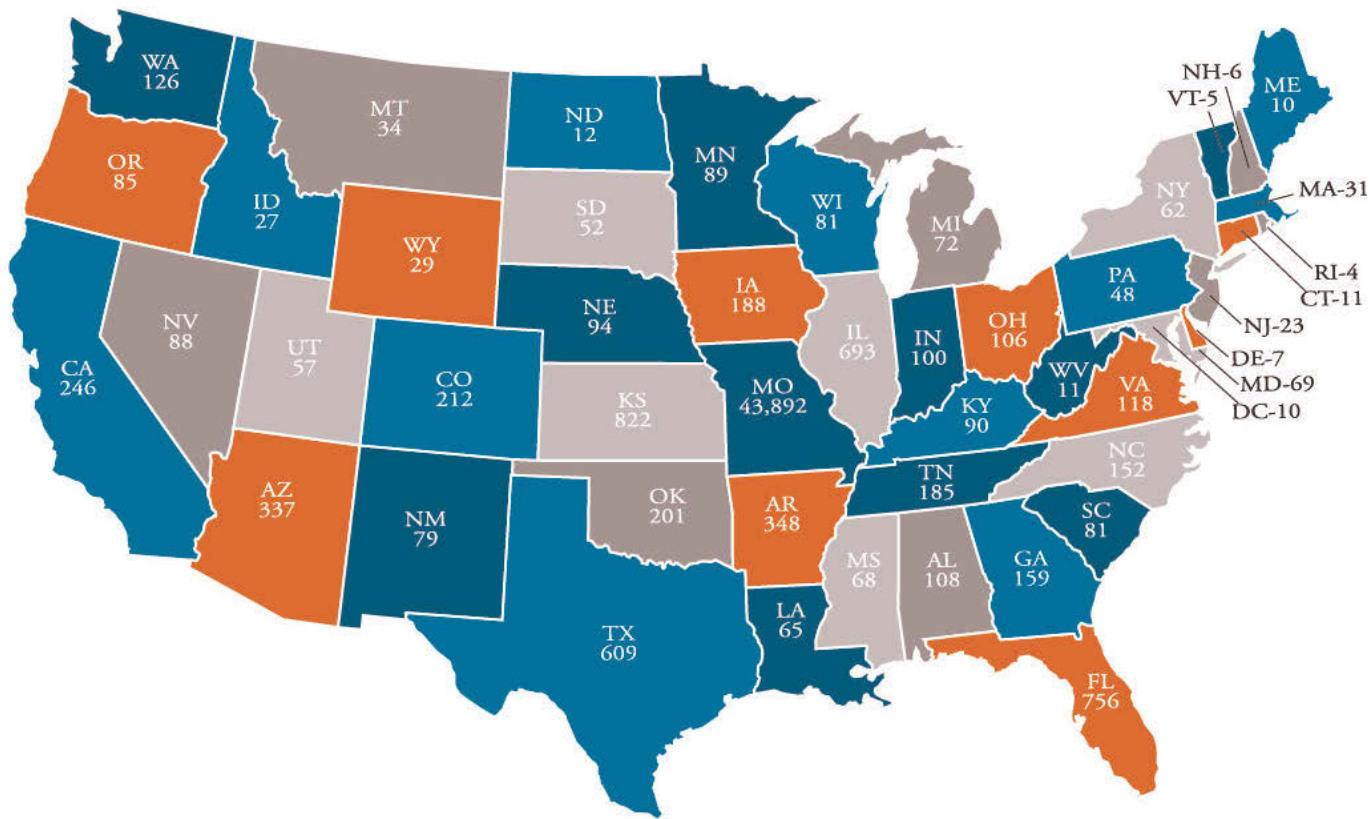 WA
126
OR
85
CA
246
ID
27
NV
88
MT
34
WY
29
UT
57
AZ
337
CO
212
NM
79
ND
12
SD
52
NE
94
KS
822
OK
201
TX
609
MN
89
IA
188
MO
43,892
AR
348
LA
65
WI
81
IL
693
MI
72
IN
100
OH
106
KY
90
TN
185
MS
68
AL
108
GA
159
FL
756
SC
81
NC
152
VA
118
WV
11
PA
48
NY
62
ME
10
NH-6
VT-5
MA-31
RI-4
CT-11
NJ-23
DE-7
MD-69
DC-10